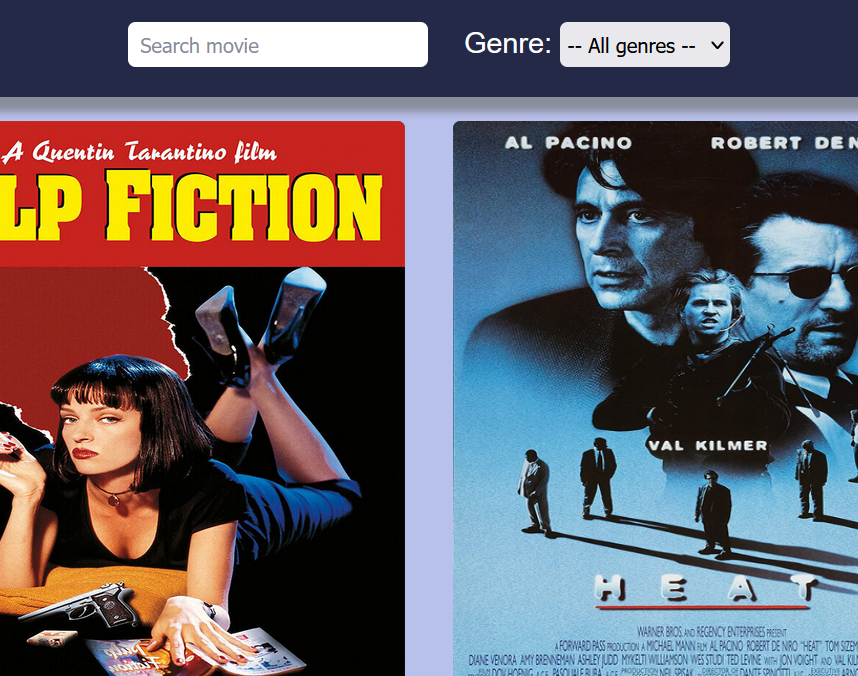 Search movie
Genre: -- All genres --
A Quentin Tarantino film
LP FICTION
AL PACINO ROBERT DE N
VAL KILMER
HEAT
WARNER BROS. AND REGENCY ENTERPRISES PRESENT
A FORWARD PASS PRODUCTION A MICHAEL MANN FILM AL PACINO ROBERT DE NIRO "HEAT" TOM SIZEM
DIANE VENORA AMY BRENNEMAN ASHLEY JUDD MYKELTI WILLIAMSON WES STUDI TED LEVINE WITH JON VOIGHT AND VAL KILM